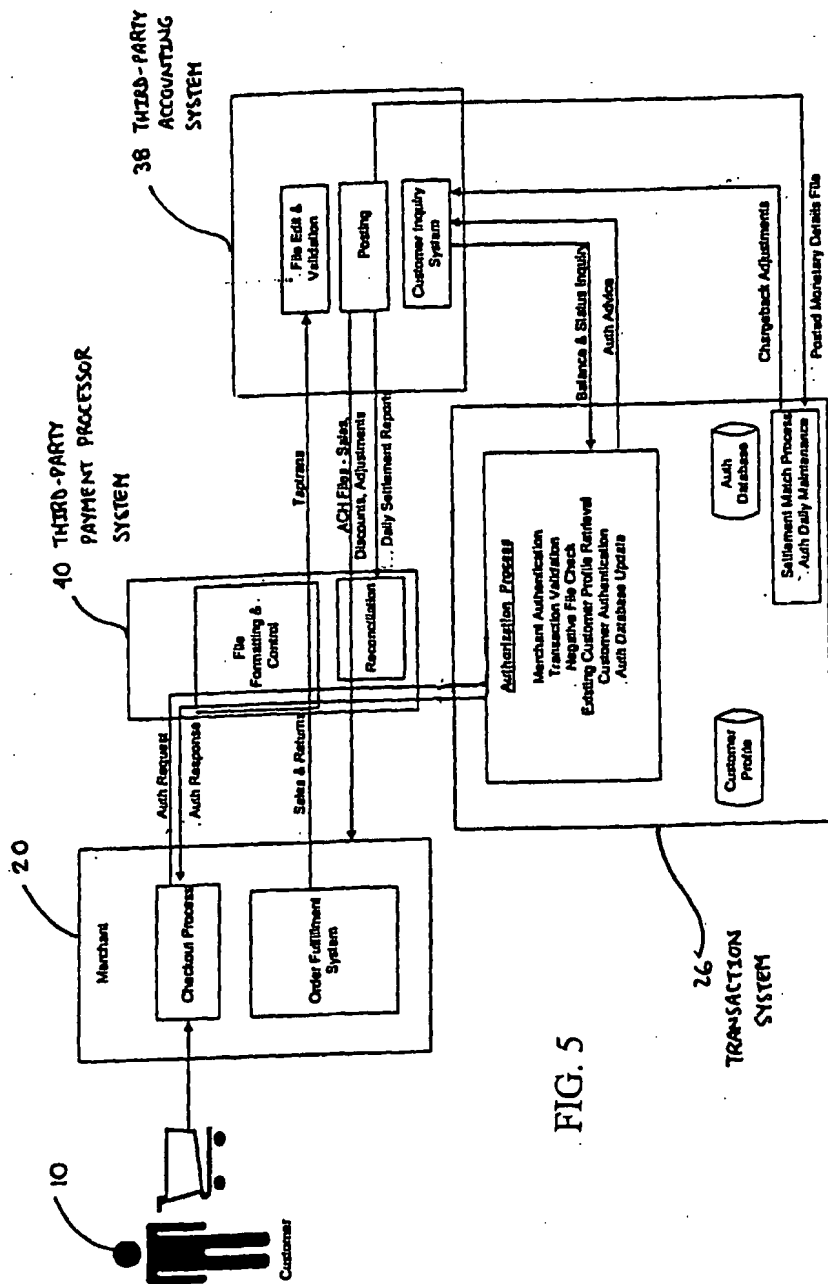 10
Customer
20
Merchant
Checkout Process
Order Fulfillment
System
Auth Request
Auth Response
Sales & Returns
40 THIRD-PARTY
PAYMENT PROCESSOR
SYSTEM
File
Formatting &
Control
Reconciliation
Taptrans
ACH Files - Sales,
Discounts, Adjustments
Daily Settlement Reports
38 THIRD-PARTY
ACCOUNTING
SYSTEM
File Edit &
Validation
Posting
Customer Inquiry
System
Balance & Status Inquiry
Auth Advice
Chargeback Adjustments
Posted Monetary Details File
Authorization Process
Merchant Authentication
Transaction Validation
Negative File Check
Existing Customer Profile Retrieval
Customer Authentication
Auth Database Update
Customer
Profile
Auth
Database
Settlement Match Process
Auth Daily Maintenance
26
TRANSACTION
SYSTEM
FIG. 5